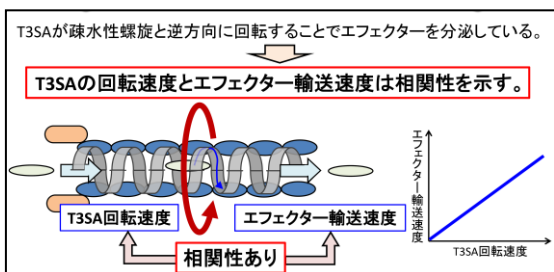 T3SAが疎水性螺旋と逆方向に回転することでエフェクターを分泌している。
T3SAの回転速度とエフェクター輸送速度は相関性を示す。
T3SA回転速度
エフェクター輸送速度
相関性あり
エフェクター輸送速度
T3SA回転速度